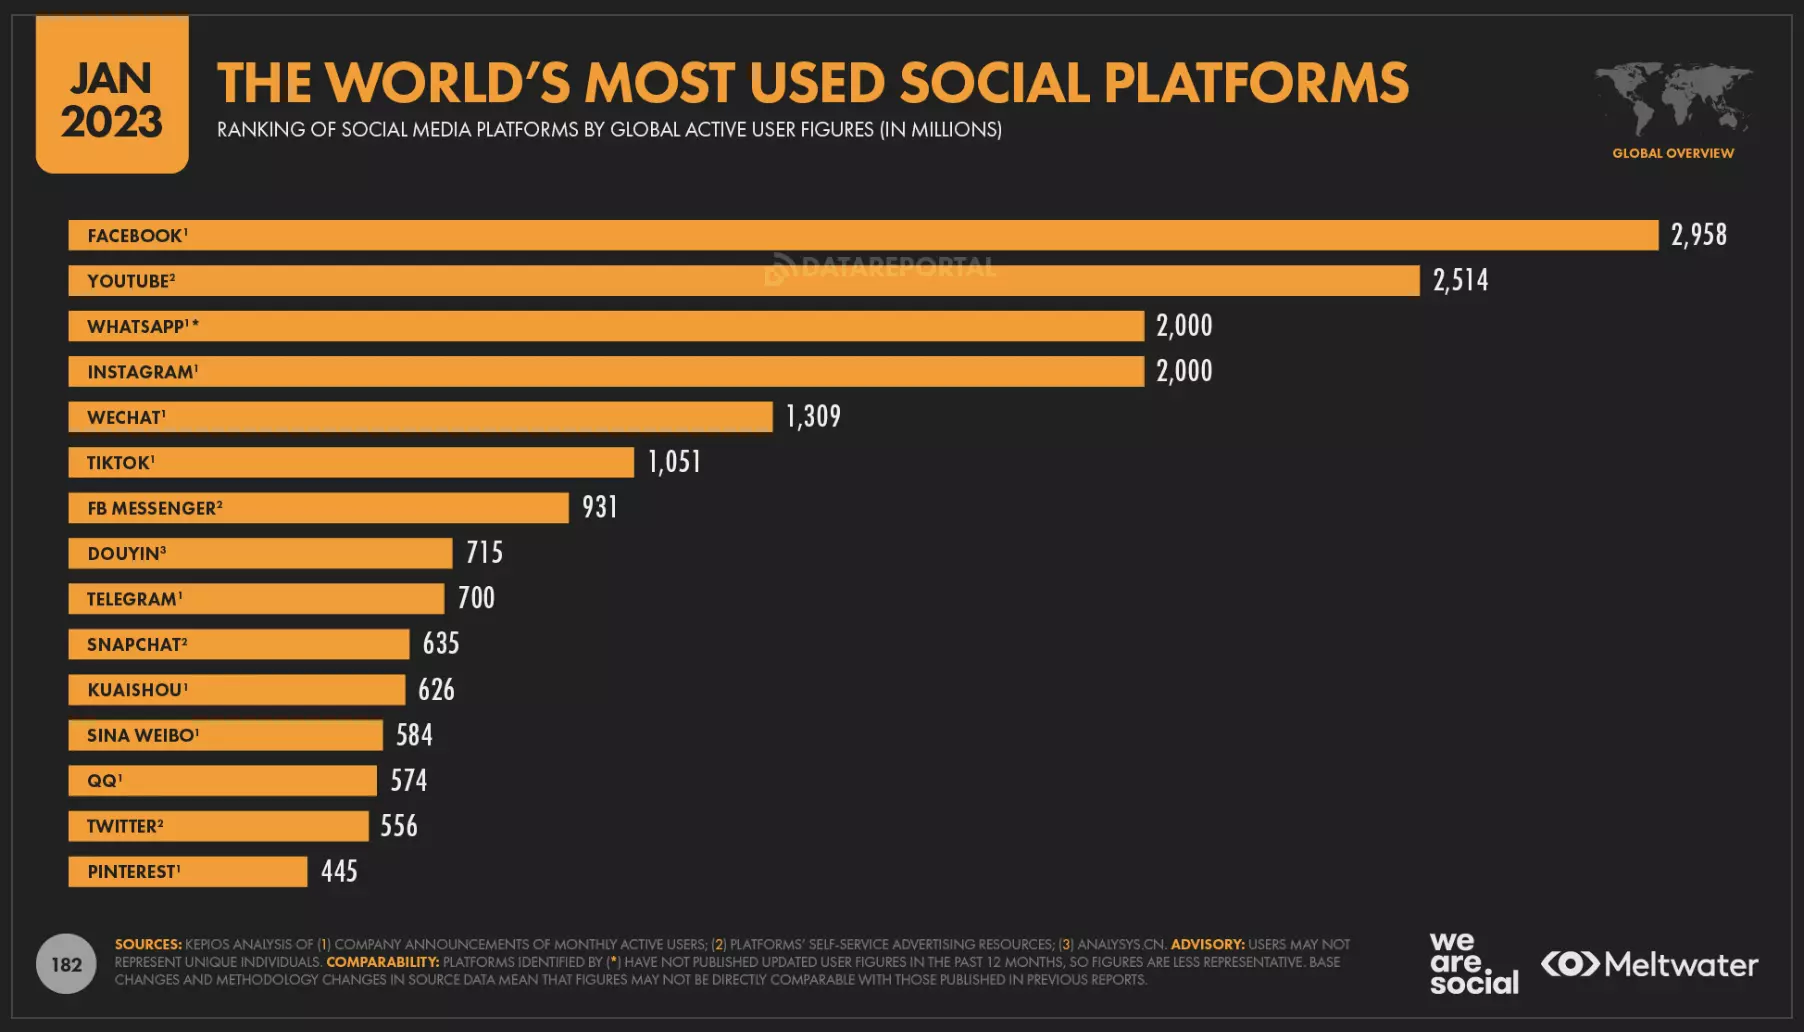 JAN
2023
THE WORLD'S MOST USED SOCIAL PLATFORMS
RANKING OF SOCIAL MEDIA PLATFORMS BY GLOBAL ACTIVE USER FIGURES (IN MILLIONS)
GLOBAL OVERVIEW
FACEBOOK¹ 2,958
DATAREPORTAL
YOUTUBE² 2,514
WHATSAPP¹* 2,000
INSTAGRAM¹ 2,000
WECHAT¹ 1,309
TIKTOK¹ 1,051
FB MESSENGER² 931
DOUYIN³ 715
TELEGRAM¹ 700
SNAPCHAT² 635
KUAISHOU¹ 626
SINA WEIBO¹ 584
QQ¹ 574
TWITTER² 556
PINTEREST¹ 445
182
SOURCES: KEPIOS ANALYSIS OF (1) COMPANY ANNOUNCEMENTS OF MONTHLY ACTIVE USERS; (2) PLATFORMS' SELF-SERVICE ADVERTISING RESOURCES; (3) ANALYSYS.CN. ADVISORY: USERS MAY NOT
REPRESENT UNIQUE INDIVIDUALS. COMPARABILITY: PLATFORMS IDENTIFIED BY (*) HAVE NOT PUBLISHED UPDATED USER FIGURES IN THE PAST 12 MONTHS, SO FIGURES ARE LESS REPRESENTATIVE. BASE
CHANGES AND METHODOLOGY CHANGES IN SOURCE DATA MEAN THAT FIGURES MAY NOT BE DIRECTLY COMPARABLE WITH THOSE PUBLISHED IN PREVIOUS REPORTS.
we
are
social
Meltwater